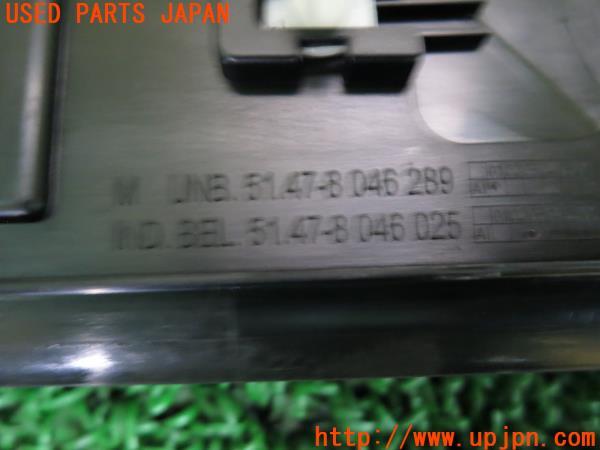 USED PARTS JAPAN
M UNB. 51.47-8 046 289
IND. BEL. 51.47-8 046 025
http://www.upjpn.com/